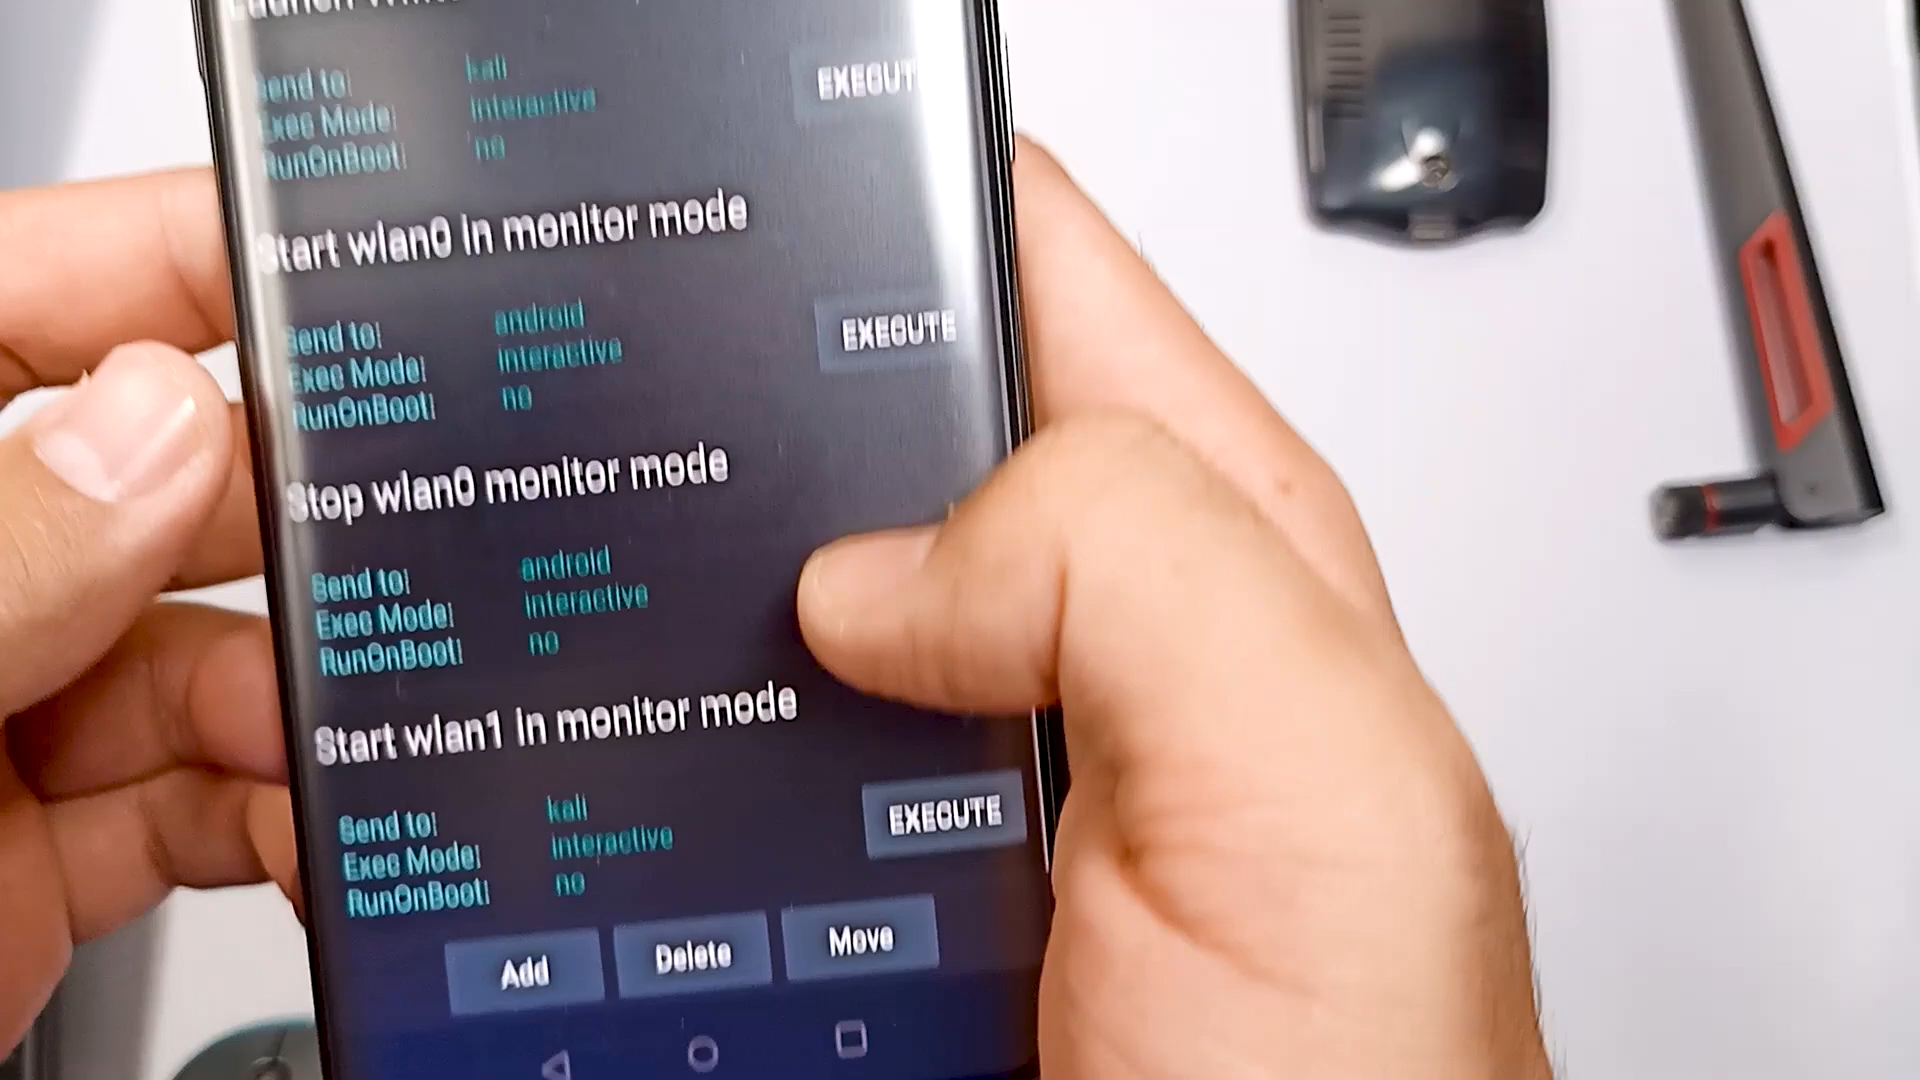 Send to: kali
Exec Mode: interactive
RunOnBoot: no
EXECUT
Start wlan0 in monitor mode
Send to: android
Exec Mode: interactive
RunOnBoot: no
EXECUTE
Stop wlan0 monitor mode
Send to: android
Exec Mode: interactive
RunOnBoot: no
Start wlan1 in monitor mode
Send to: kali
Exec Mode: interactive
RunOnBoot: no
EXECUTE
Add Delete Move